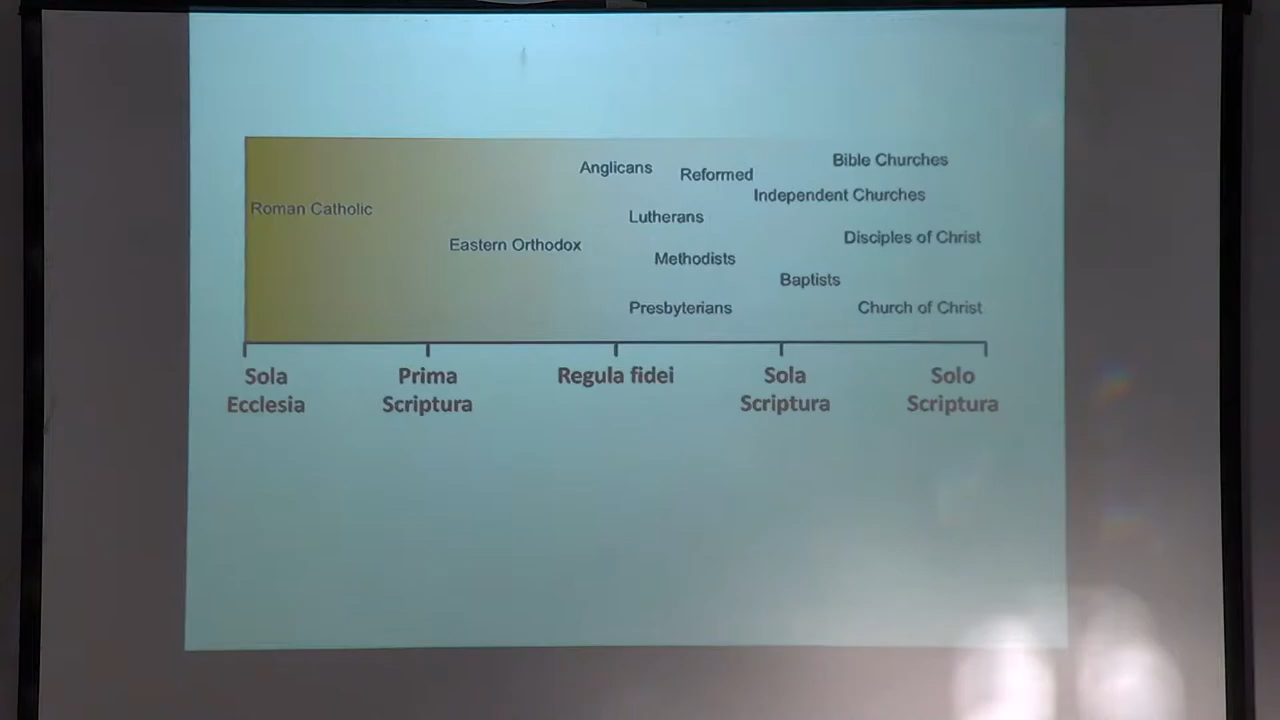 Bible Churches
Anglicans
Reformed
Independent Churches
Roman Catholic
Lutherans
Disciples of Christ
Eastern Orthodox
Methodists
Baptists
Presbyterians
Church of Christ
Sola
Ecclesia
Prima
Scriptura
Regula fidei
Sola
Scriptura
Solo
Scriptura